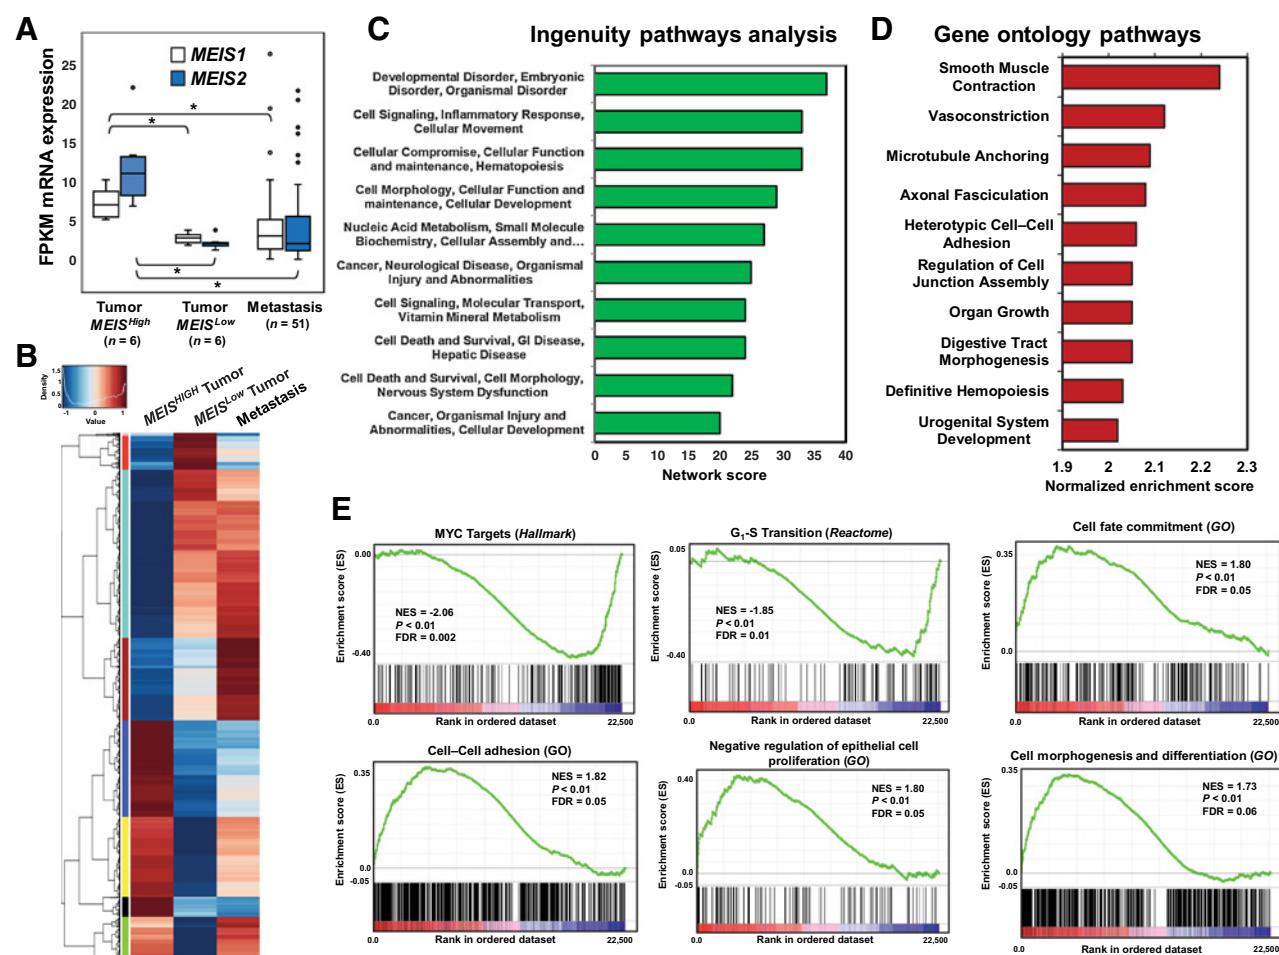 A
FPKM mRNA expression
25
20
15
10
5
0
MEIS1
MEIS2
*
*
*
*
Tumor
MEISHigh
(n = 6)
Tumor
MEISLow
(n = 6)
Metastasis
(n = 51)
B
Density
1.5
1
0.5
0
-1
0
1
Value
MEISHIGH Tumor
MEISLow Tumor
Metastasis
C
Ingenuity pathways analysis
Developmental Disorder, Embryonic
Disorder, Organismal Disorder
Cell Signaling, Inflammatory Response,
Cellular Movement
Cellular Compromise, Cellular Function
and maintenance, Hematopoiesis
Cell Morphology, Cellular Function and
maintenance, Cellular Development
Nucleic Acid Metabolism, Small Molecule
Biochemistry, Cellular Assembly and...
Cancer, Neurological Disease, Organismal
Injury and Abnormalities
Cell Signaling, Molecular Transport,
Vitamin Mineral Metabolism
Cell Death and Survival, GI Disease,
Hepatic Disease
Cell Death and Survival, Cell Morphology,
Nervous System Dysfunction
Cancer, Organismal Injury and
Abnormalities, Cellular Development
0 5 10 15 20 25 30 35 40
Network score
D
Gene ontology pathways
Smooth Muscle
Contraction
Vasoconstriction
Microtubule Anchoring
Axonal Fasciculation
Heterotypic Cell–Cell
Adhesion
Regulation of Cell
Junction Assembly
Organ Growth
Digestive Tract
Morphogenesis
Definitive Hemopoiesis
Urogenital System
Development
1.9 2 2.1 2.2 2.3
Normalized enrichment score
E
MYC Targets (Hallmark)
Enrichment score (ES)
0.00
-0.40
NES = -2.06
P < 0.01
FDR = 0.002
0.0
Rank in ordered dataset
22,500
G1-S Transition (Reactome)
Enrichment score (ES)
0.05
-0.40
NES = -1.85
P < 0.01
FDR = 0.01
0.0
Rank in ordered dataset
22,500
Cell fate commitment (GO)
Enrichment score (ES)
0.35
0.0
NES = 1.80
P < 0.01
FDR = 0.05
0.0
Rank in ordered dataset
22,500
Cell–Cell adhesion (GO)
Enrichment score (ES)
0.35
0.0
-0.05
NES = 1.82
P < 0.01
FDR = 0.05
0.0
Rank in ordered dataset
22,500
Negative regulation of epithelial cell
proliferation (GO)
Enrichment score (ES)
0.40
0.0
-0.05
NES = 1.80
P < 0.01
FDR = 0.05
0.0
Rank in ordered dataset
22,500
Cell morphogenesis and differentiation (GO)
Enrichment score (ES)
0.35
0.0
-0.05
NES = 1.73
P < 0.01
FDR = 0.06
0.0
Rank in ordered dataset
22,500